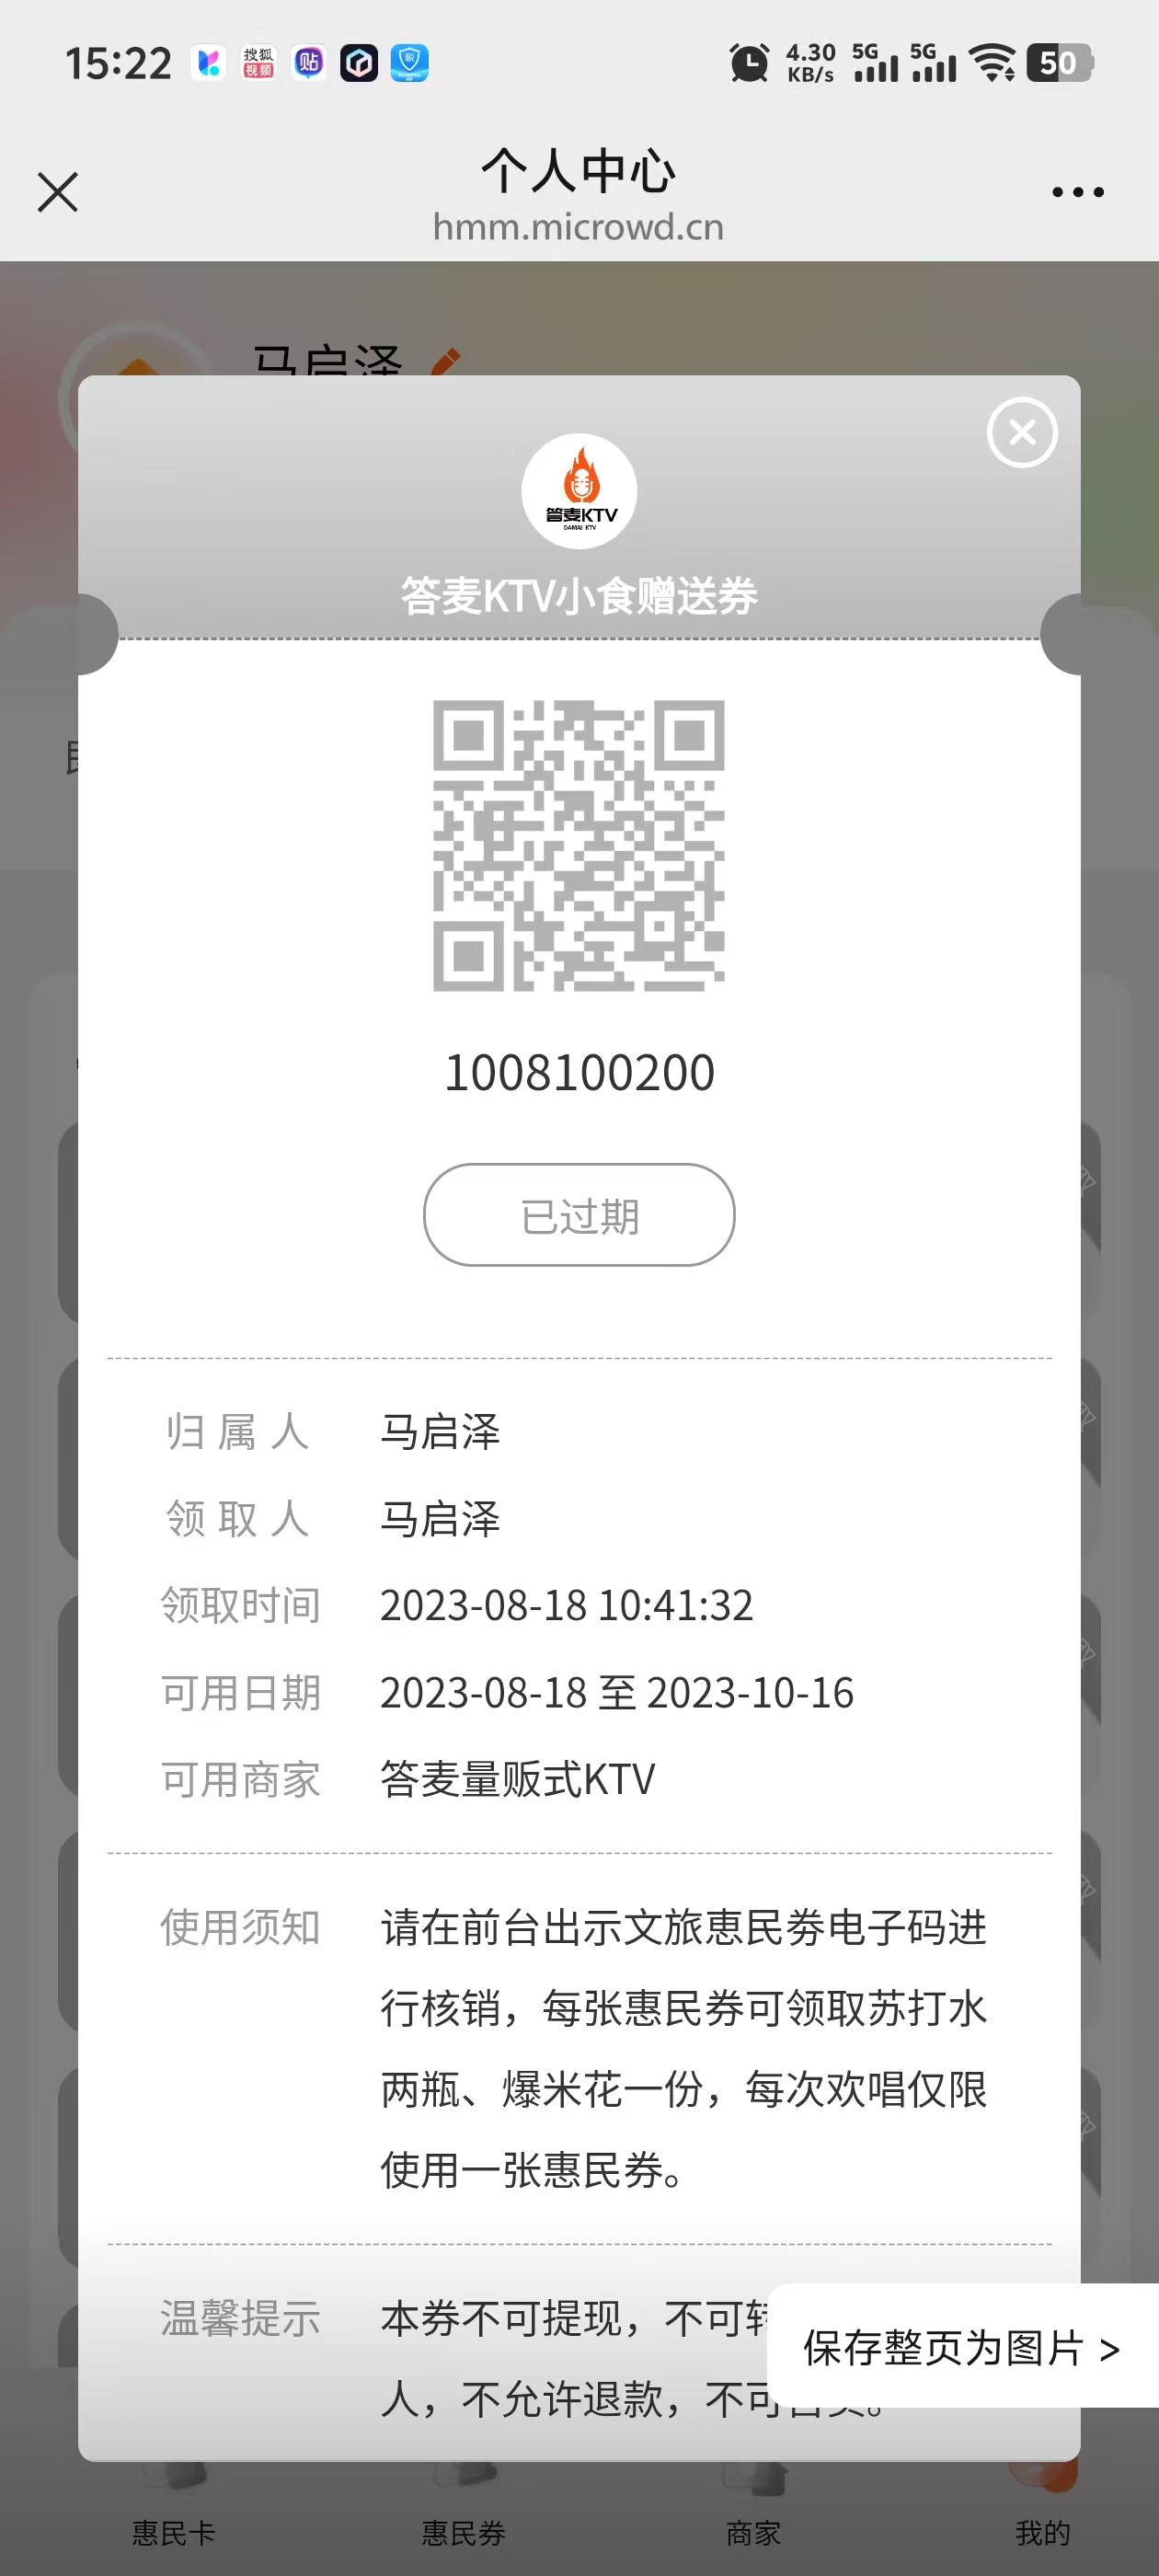 15:22
搜狐
视频
贴
4.30
KB/s
5G
5G
50
个人中心
hmm.microwd.cn
马启泽
答麦KTV
DAMAI KTV
答麦KTV小食赠送券
1008100200
已过期
归属人 马启泽
领取人 马启泽
领取时间 2023-08-18 10:41:32
可用日期 2023-08-18 至 2023-10-16
可用商家 答麦量贩式KTV
使用须知 请在前台出示文旅惠民券电子码进
行核销，每张惠民券可领取苏打水
两瓶、爆米花一份，每次欢唱仅限
使用一张惠民券。
温馨提示 本券不可提现，不可
人，不允许退款，不可
保存整页为图片 >
惠民卡
惠民券
商家
我的